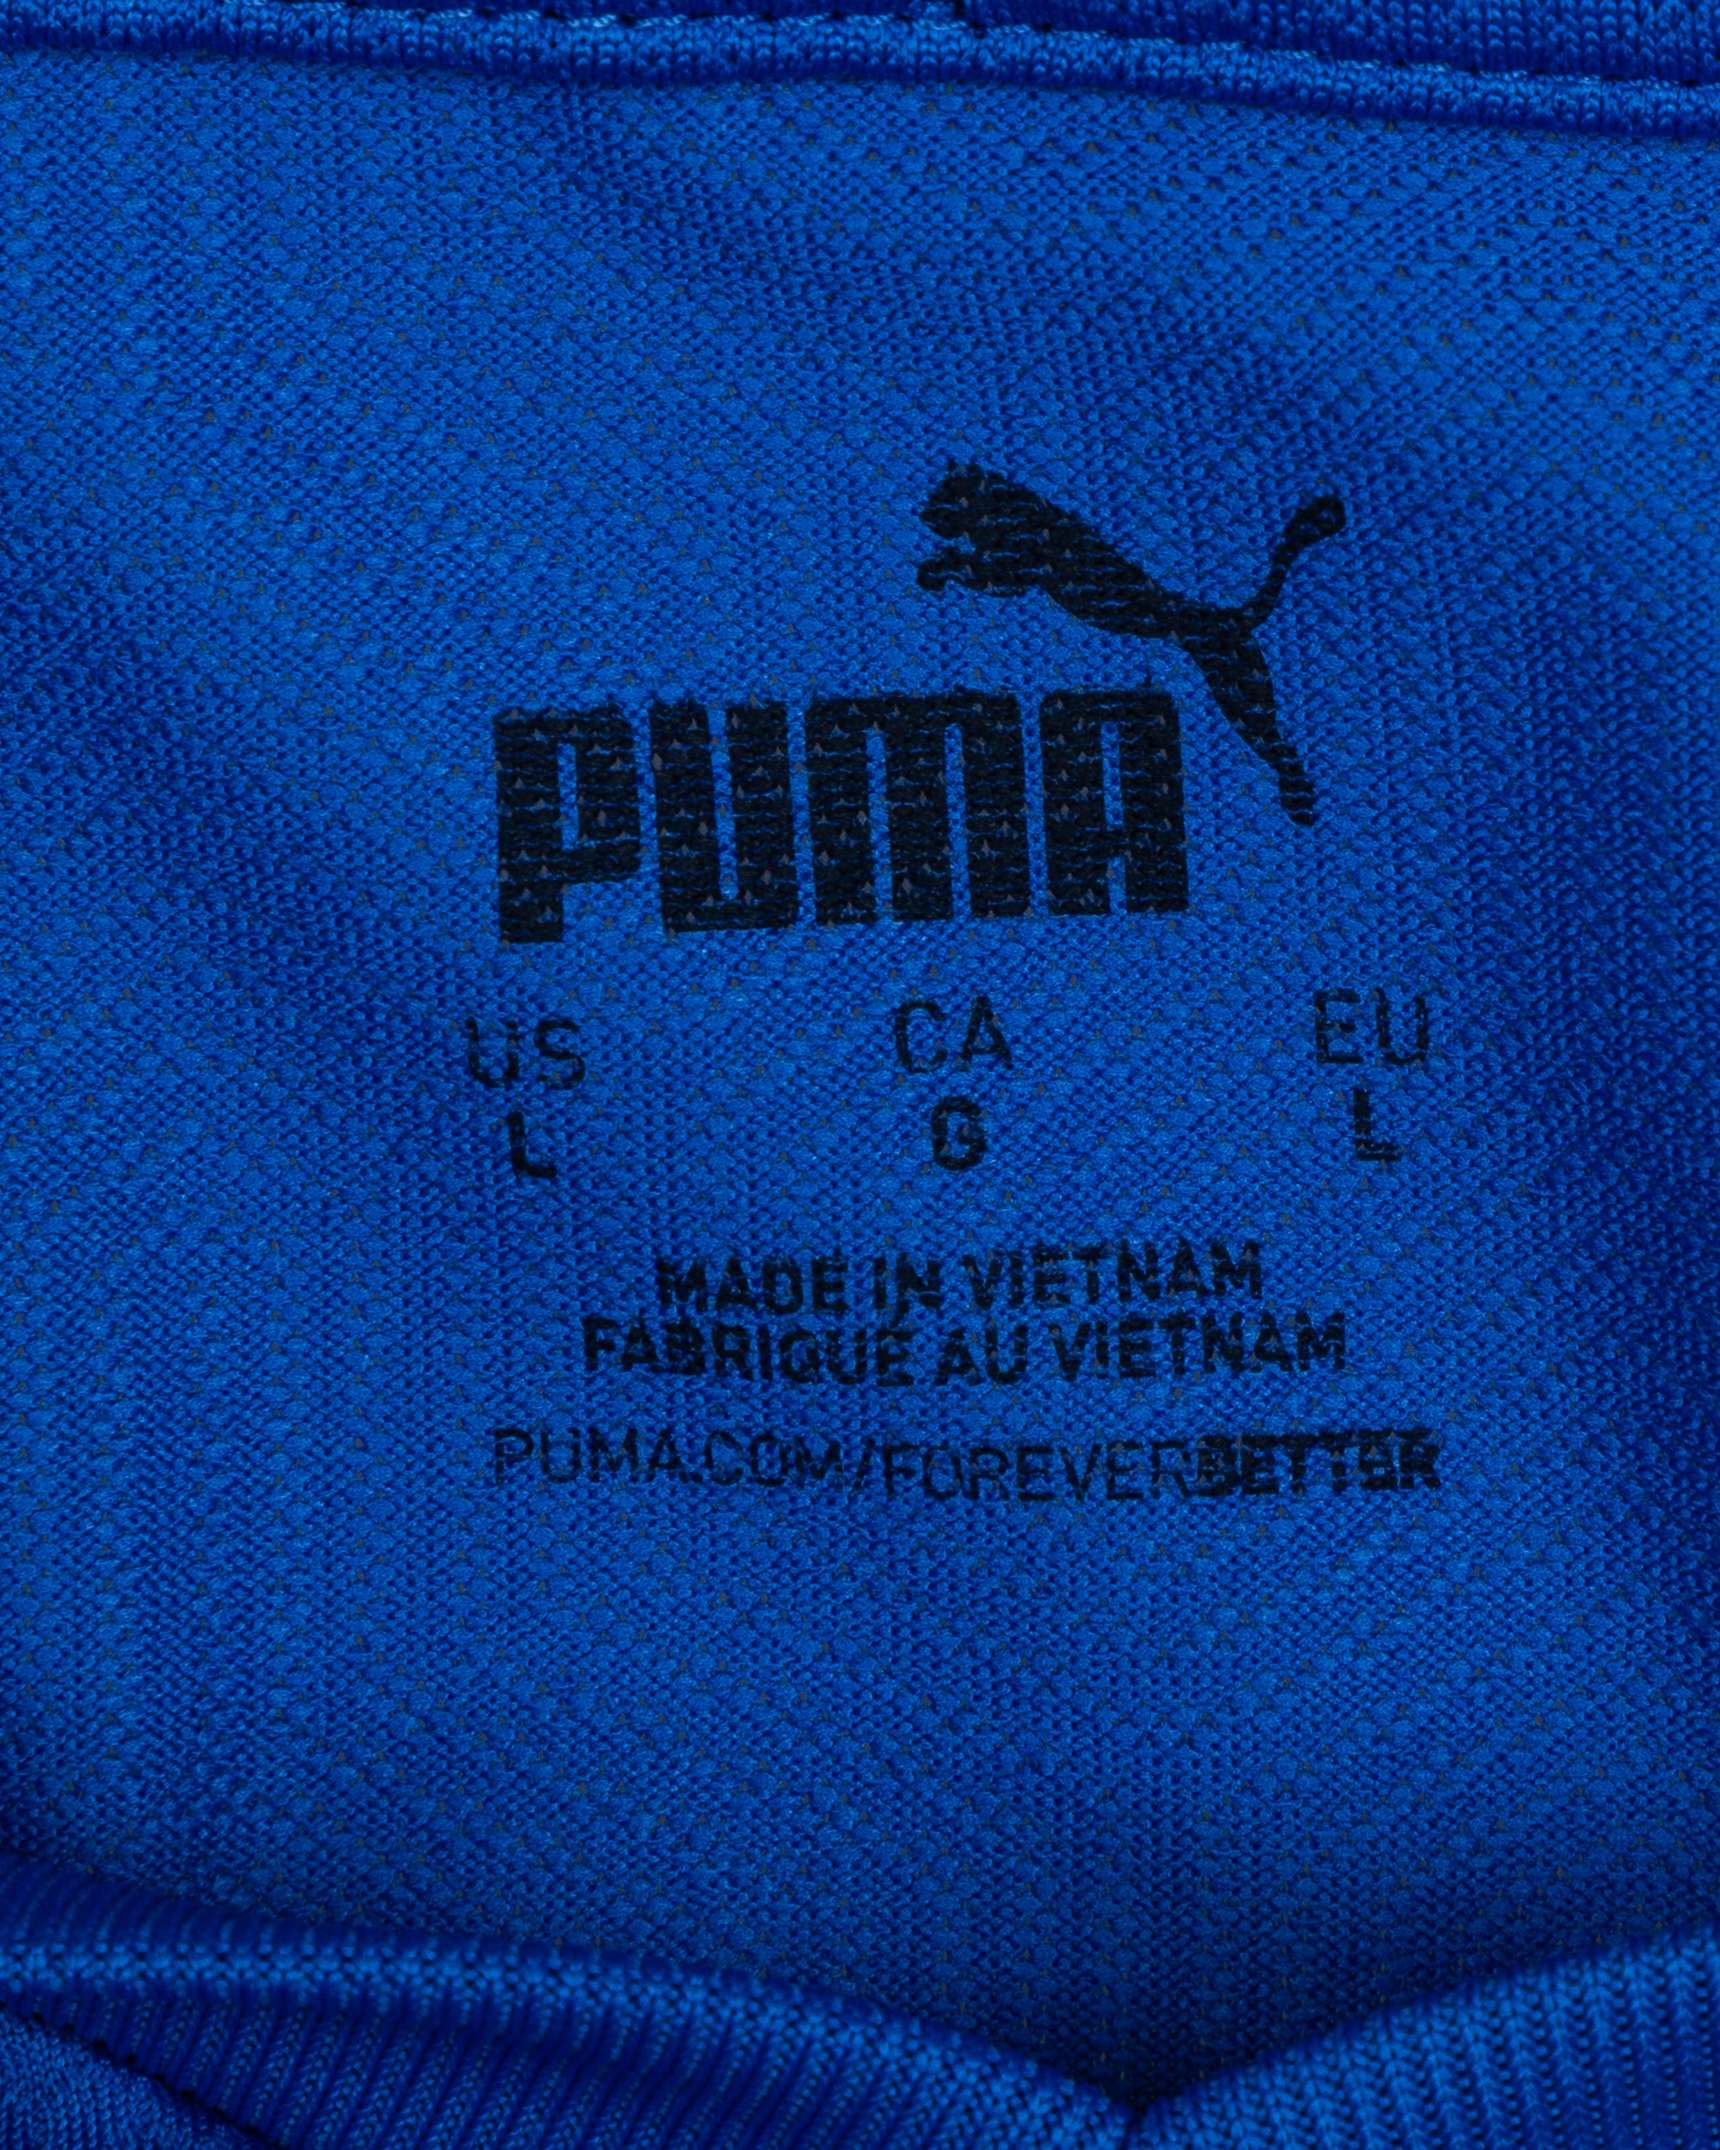 PUMA
US CA EU
L G L
MADE IN VIETNAM
FABRIQUÉ AU VIETNAM
PUMA.COM/FOREVERBETTER